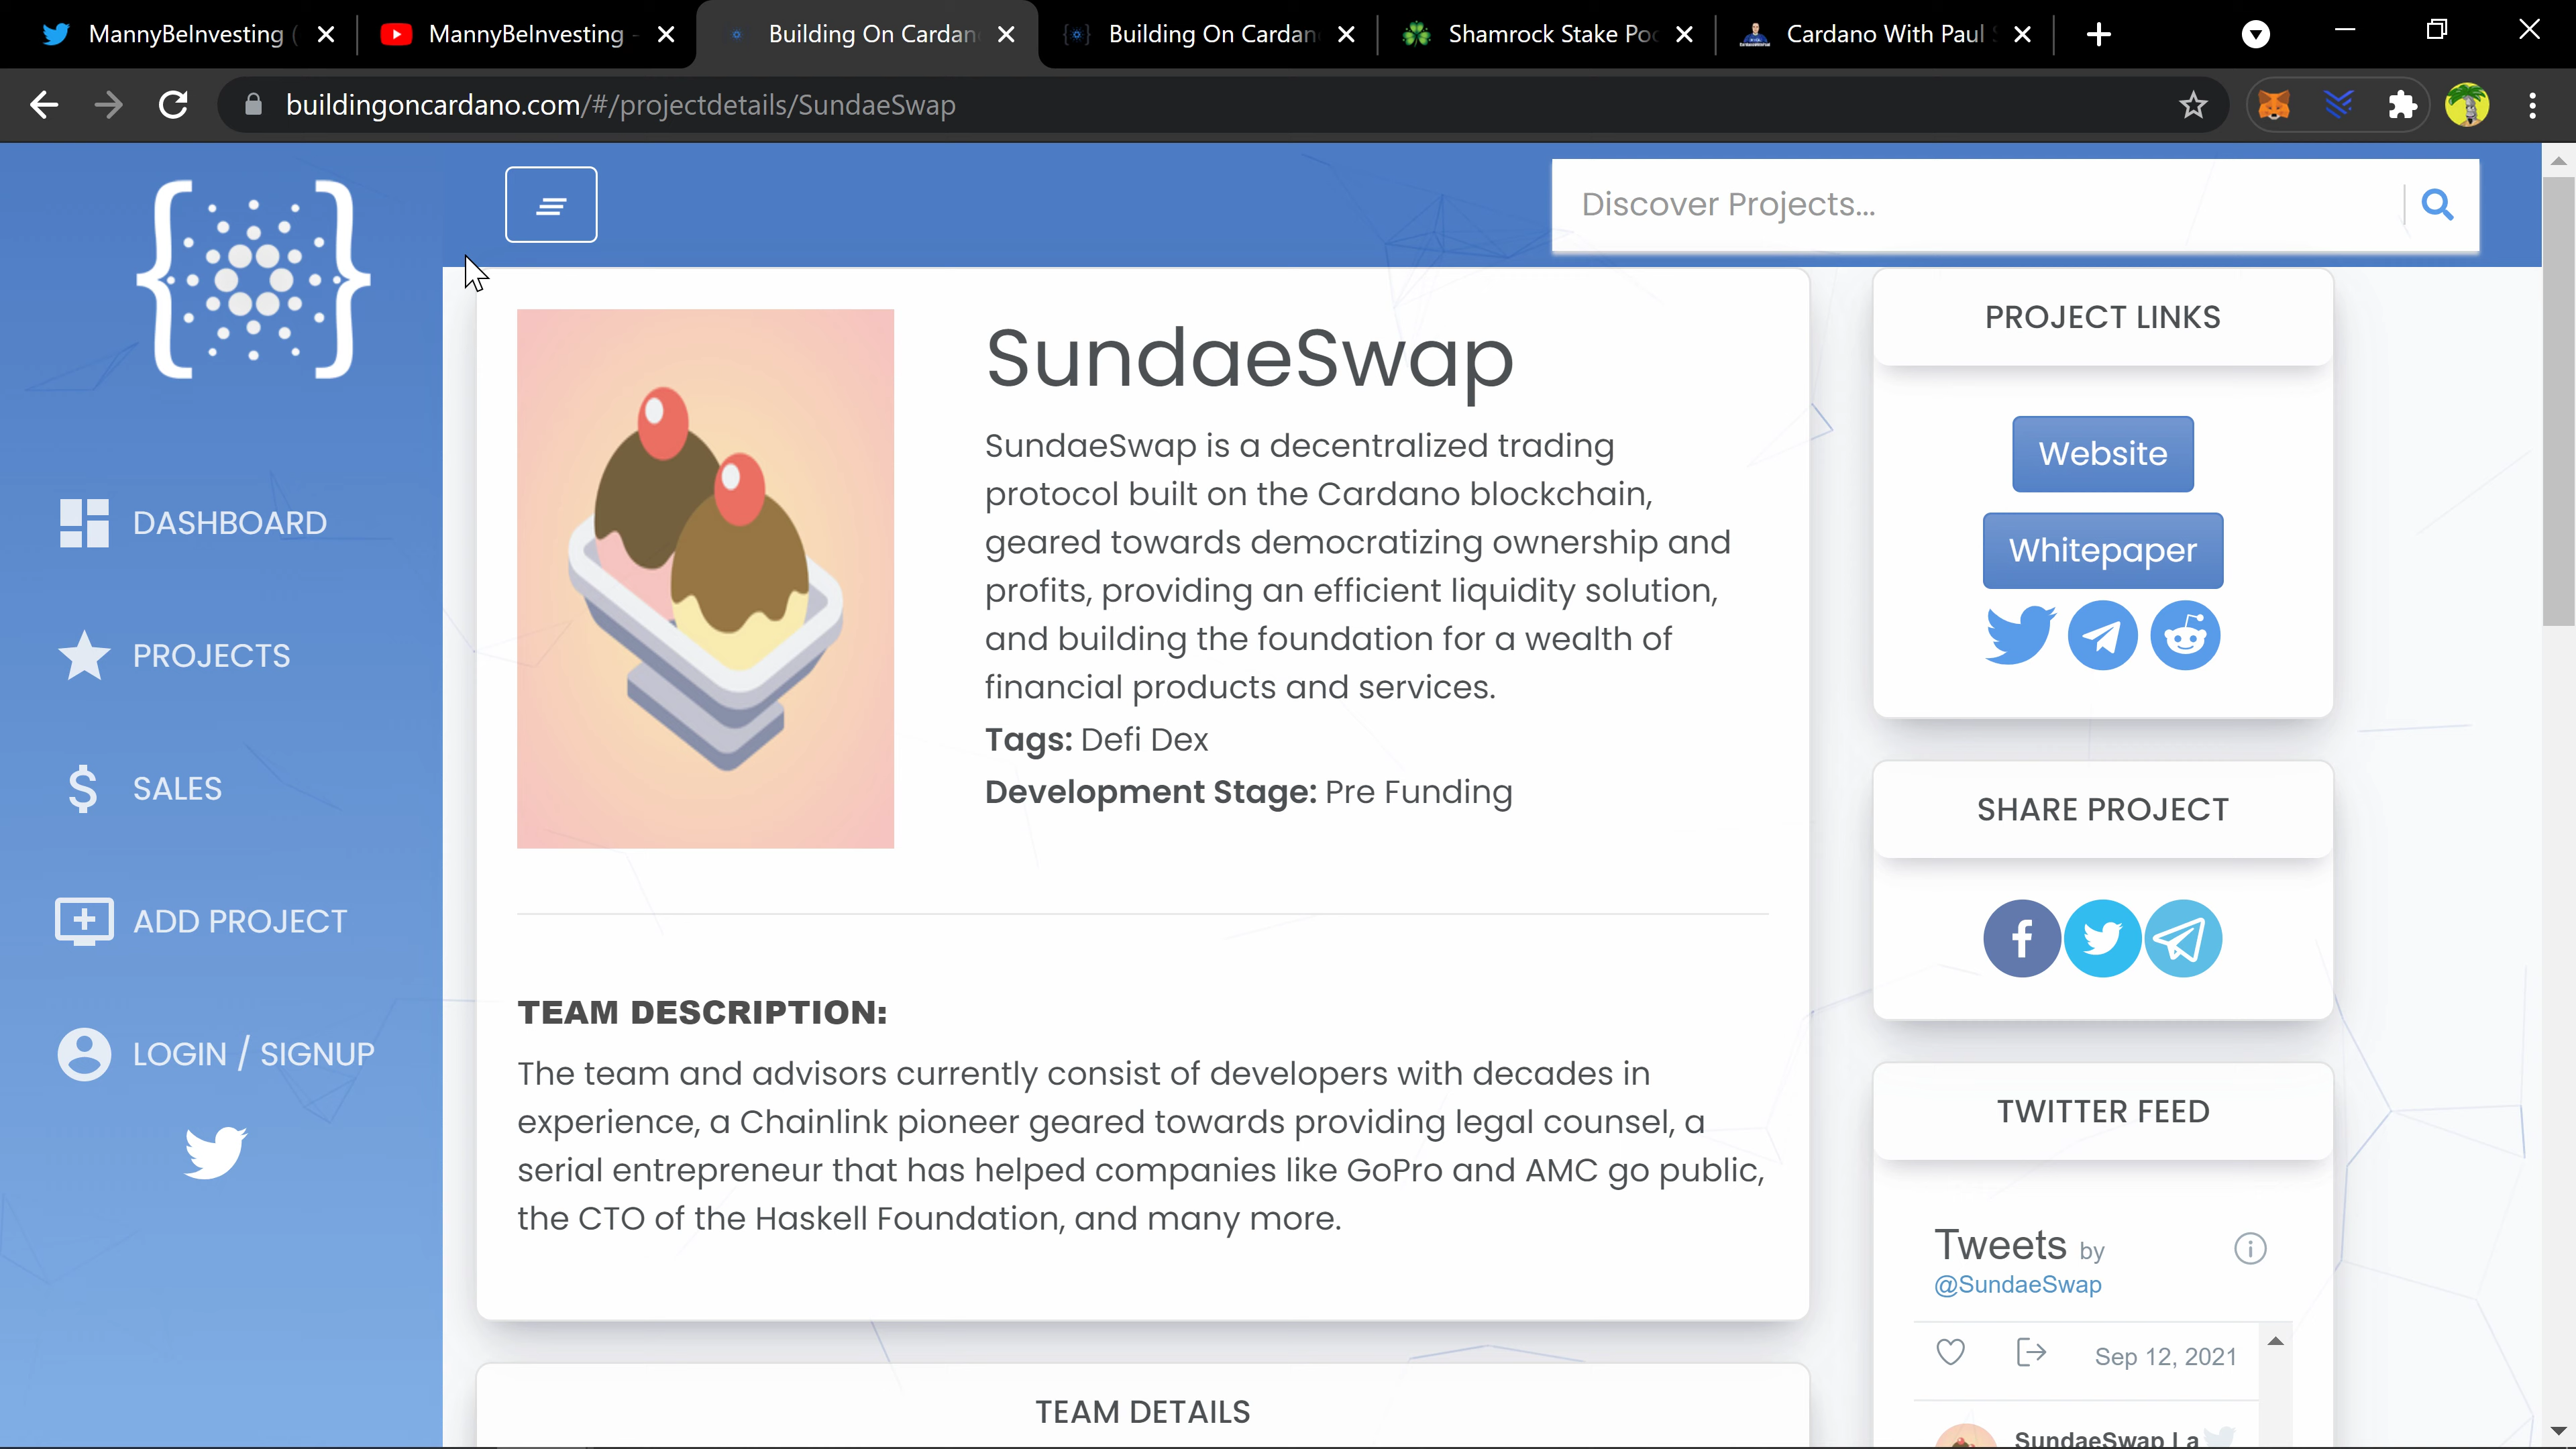 MannyBeInvesting (
MannyBeInvesting -
Building On Cardan
Building On Cardan
Shamrock Stake Poo
Cardano With Paul S
buildingoncardano.com/#/projectdetails/SundaeSwap
Discover Projects...
DASHBOARD
PROJECTS
SALES
ADD PROJECT
LOGIN / SIGNUP
SundaeSwap
SundaeSwap is a decentralized trading
protocol built on the Cardano blockchain,
geared towards democratizing ownership and
profits, providing an efficient liquidity solution,
and building the foundation for a wealth of
financial products and services.
Tags: Defi Dex
Development Stage: Pre Funding
TEAM DESCRIPTION:
The team and advisors currently consist of developers with decades in
experience, a Chainlink pioneer geared towards providing legal counsel, a
serial entrepreneur that has helped companies like GoPro and AMC go public,
the CTO of the Haskell Foundation, and many more.
TEAM DETAILS
PROJECT LINKS
Website
Whitepaper
SHARE PROJECT
TWITTER FEED
Tweets by
@SundaeSwap
Sep 12, 2021
SundaeSwap La